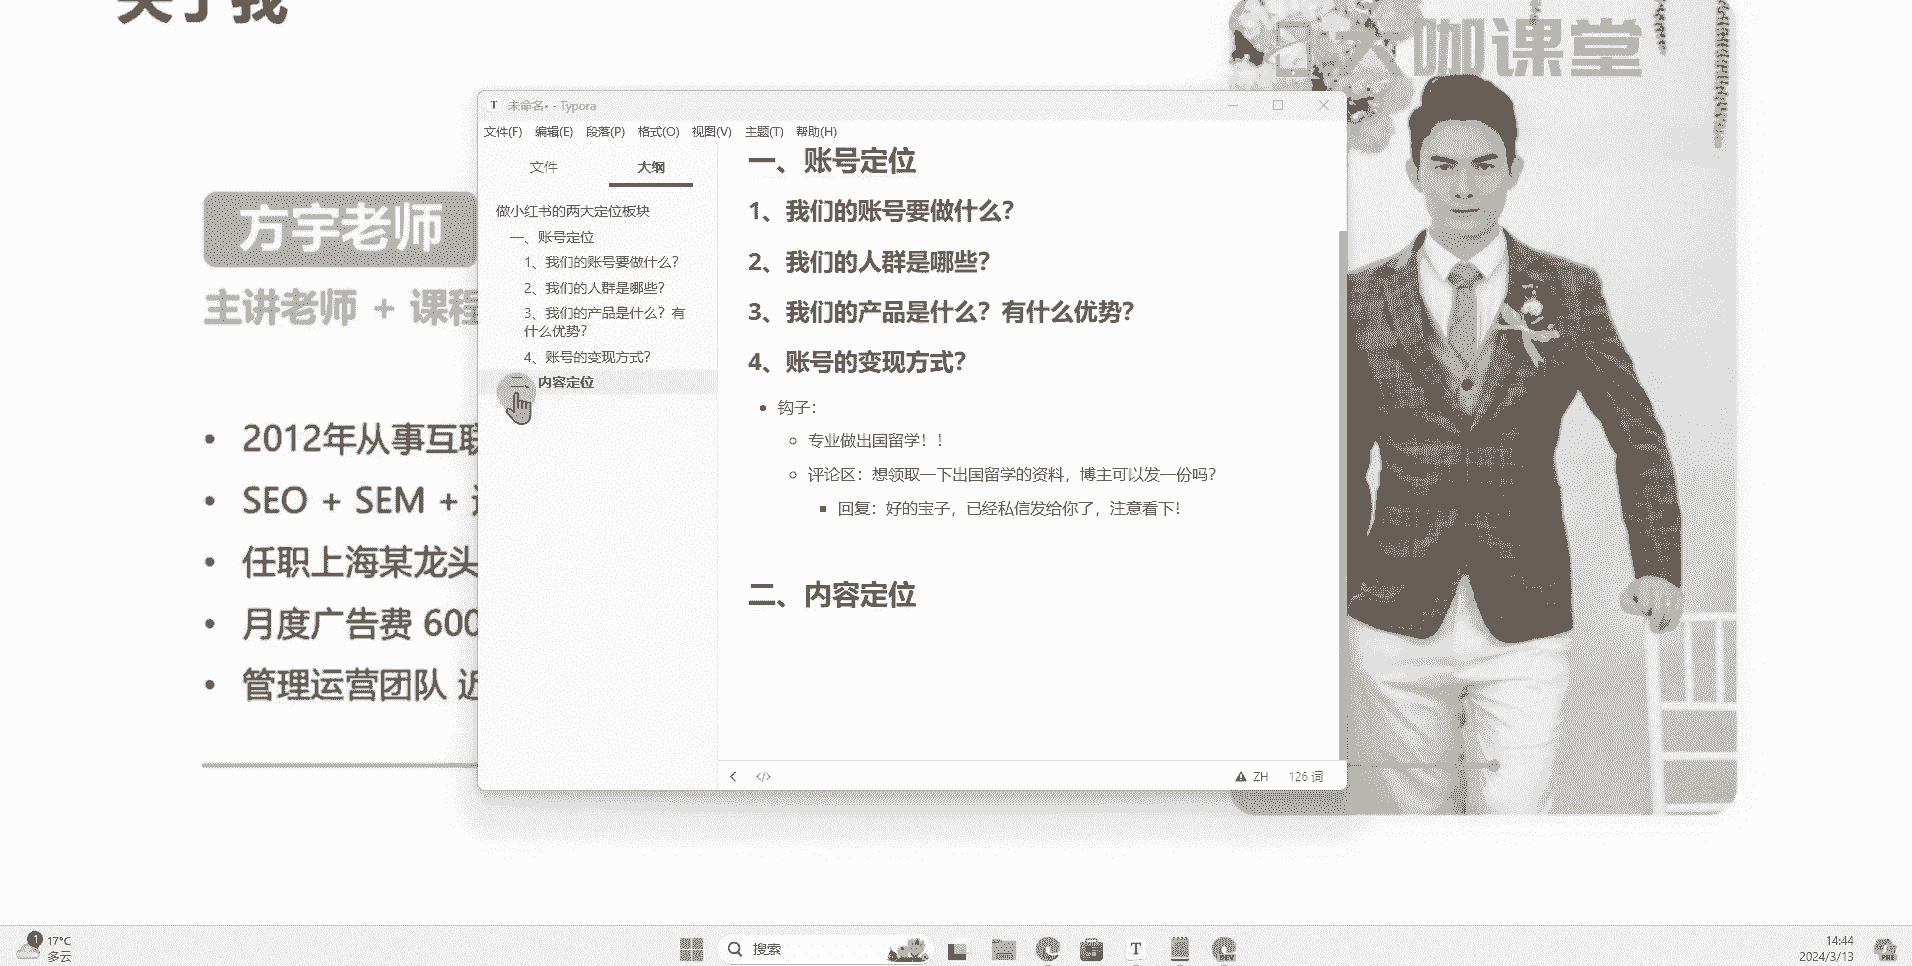 关于我
大咖课堂
方宇老师
主讲老师 + 课程
• 2012年从事互联
• SEO + SEM +
• 任职上海某龙头
• 月度广告费 600
• 管理运营团队 近
未命名• - Typora
文件(F) 编辑(E) 段落(P) 格式(O) 视图(V) 主题(T) 帮助(H)
文件 大纲
做小红书的两大定位板块
一、账号定位
1、我们的账号要做什么？
2、我们的人群是哪些？
3、我们的产品是什么？有
什么优势？
4、账号的变现方式？
二、内容定位
一、账号定位
1、我们的账号要做什么？
2、我们的人群是哪些？
3、我们的产品是什么？有什么优势？
4、账号的变现方式？
• 钩子：
○ 专业做出国留学！！
○ 评论区：想领取一下出国留学的资料，博主可以发一份吗？
▪ 回复：好的宝子，已经私信发给你了，注意看下！
二、内容定位
</> ZH 126 词
1 17°C
多云
搜索
T
DEV
14:44
2024/3/13
PRE